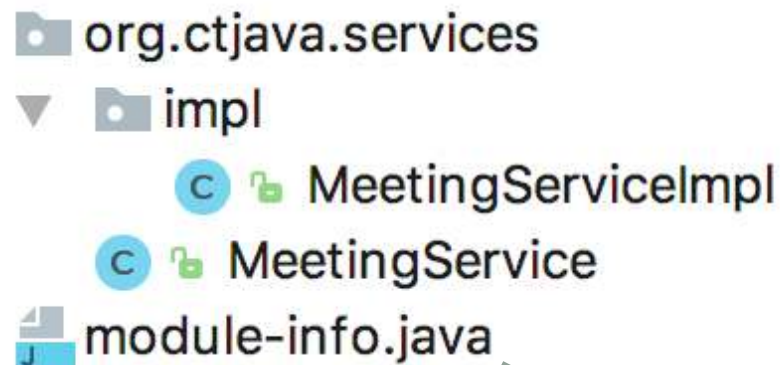 org.ctjava.services
impl
C MeetingServiceImpl
C MeetingService
J module-info.java